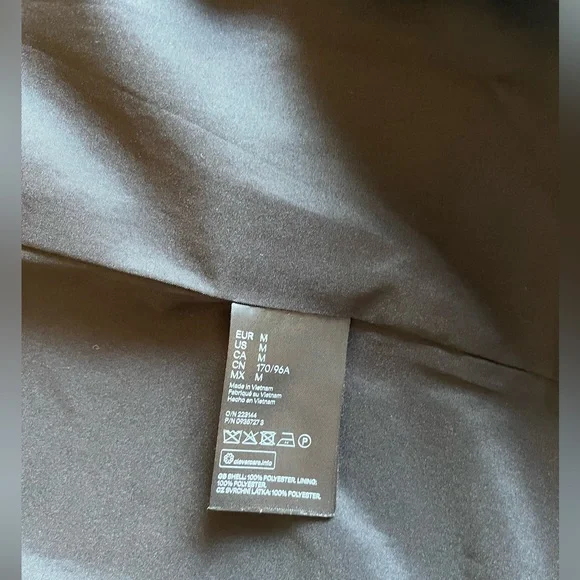 EUR M
US M
CA M
CN 170/96A
MX M
Made in Vietnam
Fabriqué au Vietnam
Hecho en Vietnam
O/N 223144
P/N 0935727 3
P
clevercare.info
GB SHELL: 100% POLYESTER. LINING:
100% POLYESTER.
CZ SVRCHNÍ LÁTKA: 100% POLYESTER.